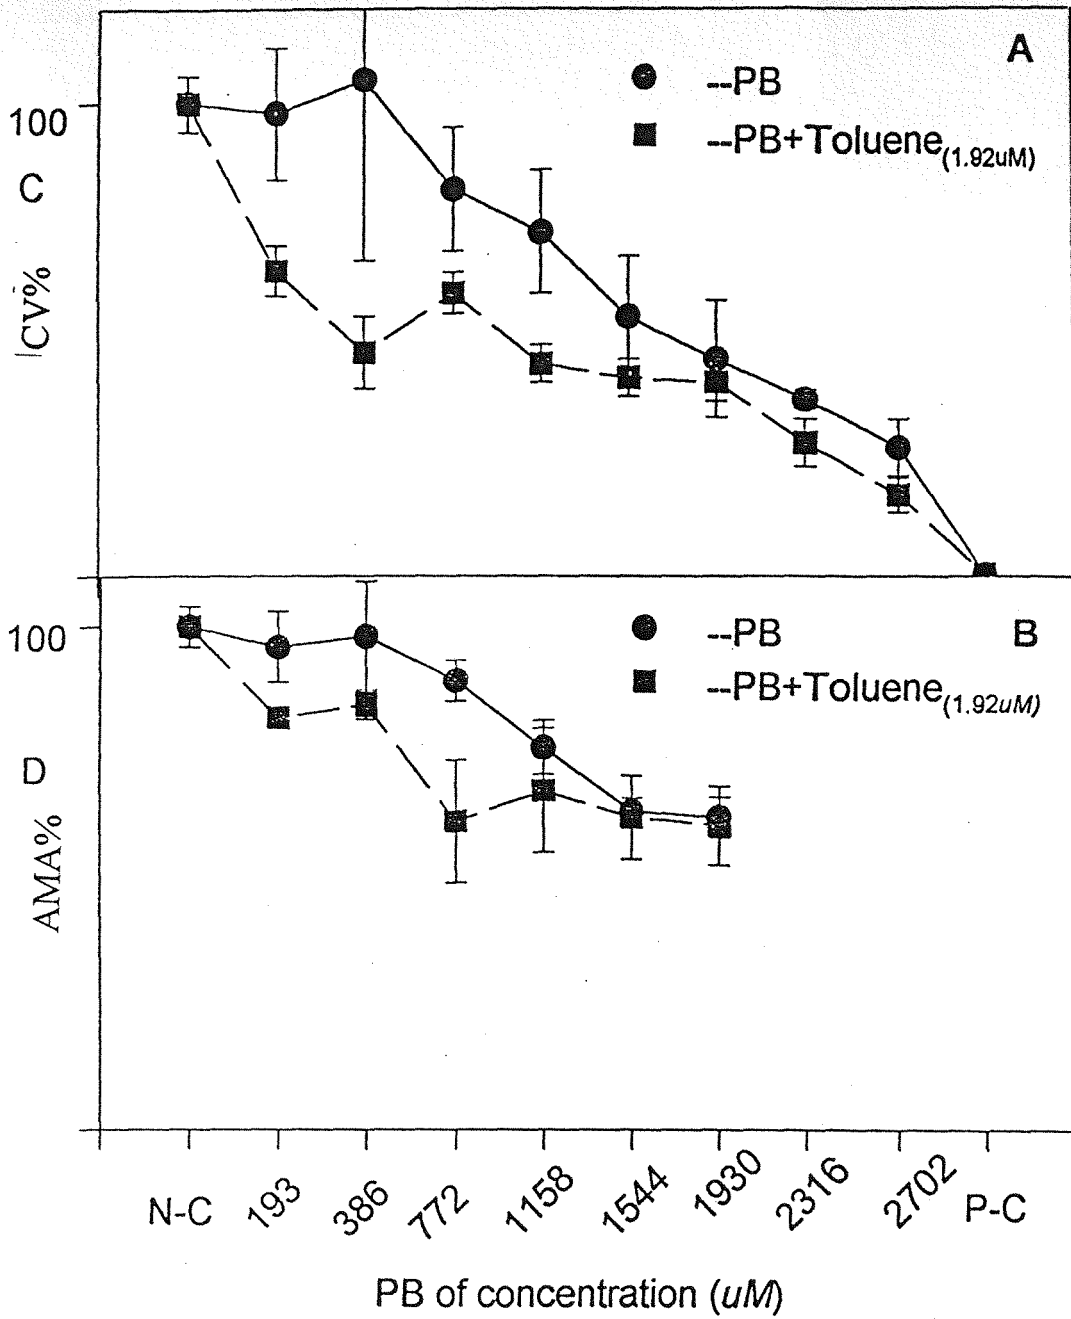 A
--PB
100
--PB+Toluene(1.92uM)
C
CV%
--PB
B
100
--PB+Toluene(1.92uM)
D
AMA%
N-C 193 386 772 1158 1544 1930 2316 2702 P-C
PB of concentration (uM)